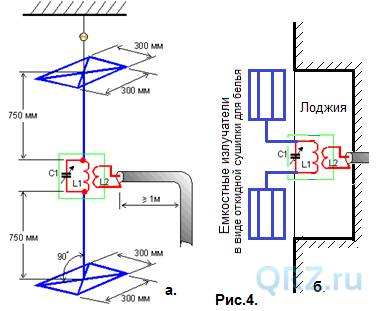 300 мм
300 мм
750 мм
C1
L1
L2
≥ 1м
750 мм
90°
300 мм
300 мм
а.
Емкостные излучатели
в виде откидной сушилки для белья
Лоджия
C1
L1
L2
Рис.4.
б.
QRZ.ru